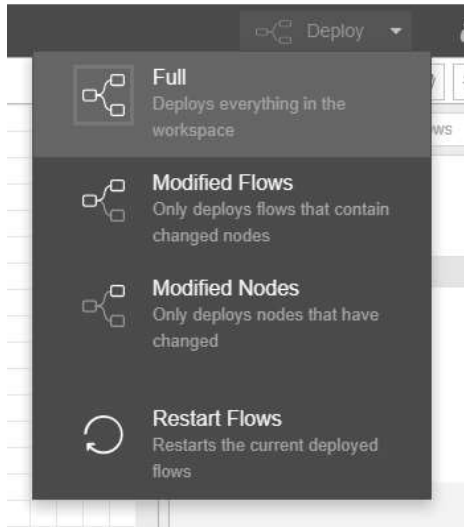 Deploy
Full
Deploys everything in the
workspace
Modified Flows
Only deploys flows that contain
changed nodes
Modified Nodes
Only deploys nodes that have
changed
Restart Flows
Restarts the current deployed
flows